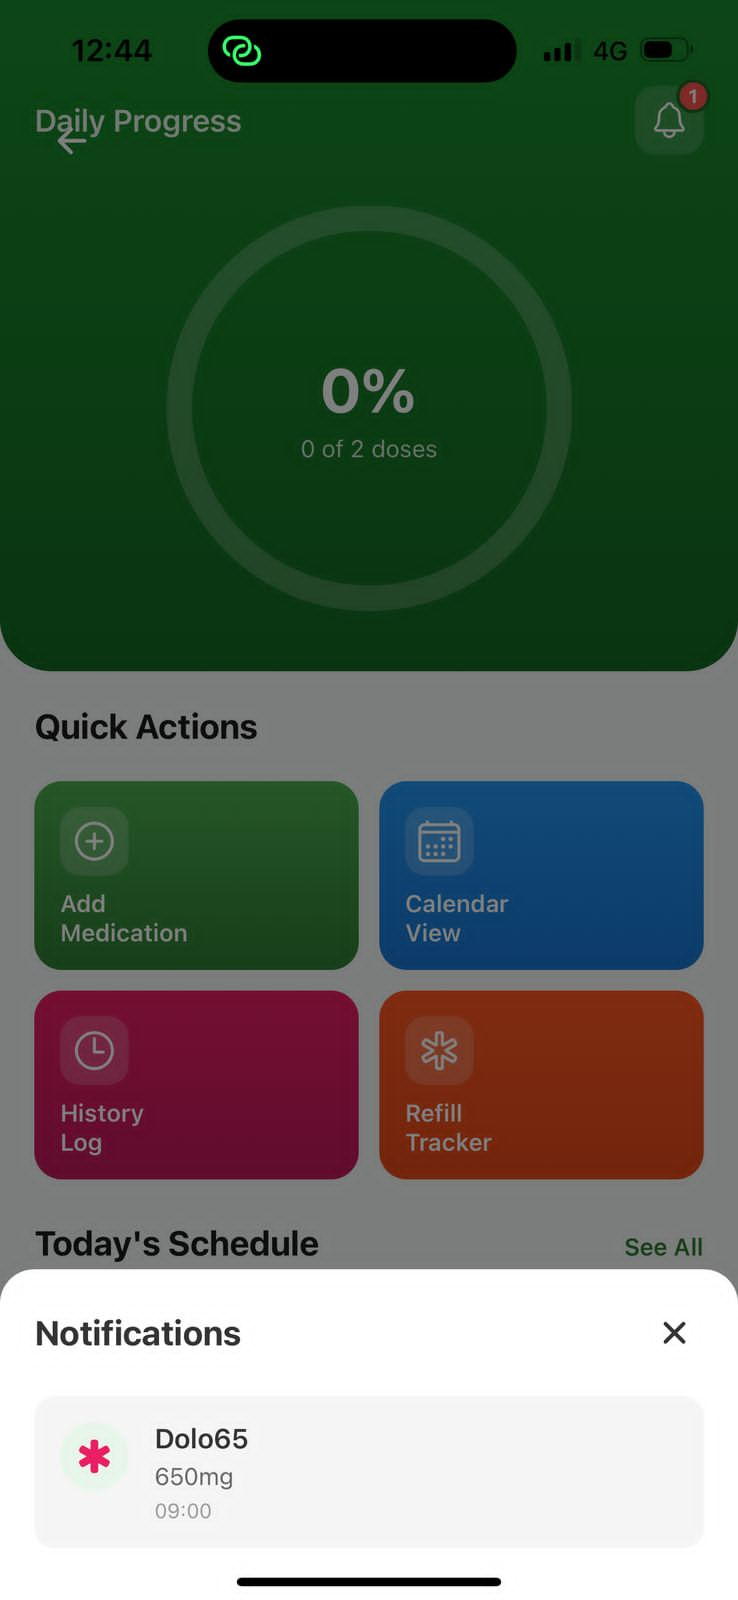 12:44
4G
Daily Progress
1
0%
0 of 2 doses
Quick Actions
Add
Medication
Calendar
View
History
Log
Refill
Tracker
Today's Schedule
See All
Notifications
Dolo65
650mg
09:00